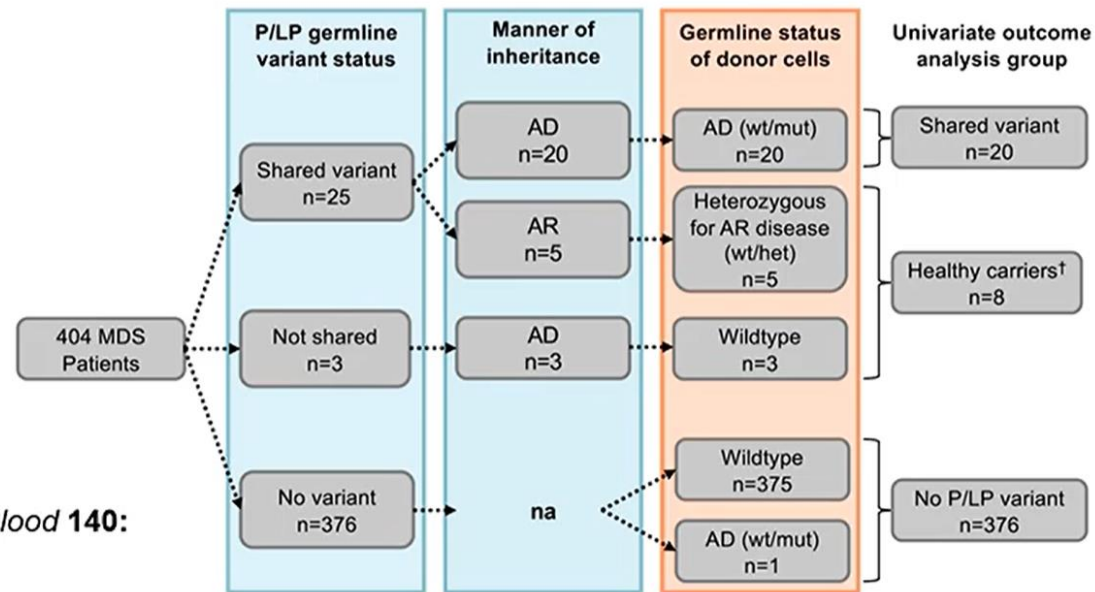 P/LP germline
variant status
Manner of
inheritance
Germline status
of donor cells
Univariate outcome
analysis group
404 MDS
Patients
Shared variant
n=25
AD
n=20
AD (wt/mut)
n=20
Shared variant
n=20
AR
n=5
Heterozygous
for AR disease
(wt/het)
n=5
Healthy carriers†
n=8
Not shared
n=3
AD
n=3
Wildtype
n=3
No variant
n=376
na
Wildtype
n=375
AD (wt/mut)
n=1
No P/LP variant
n=376
lood 140: